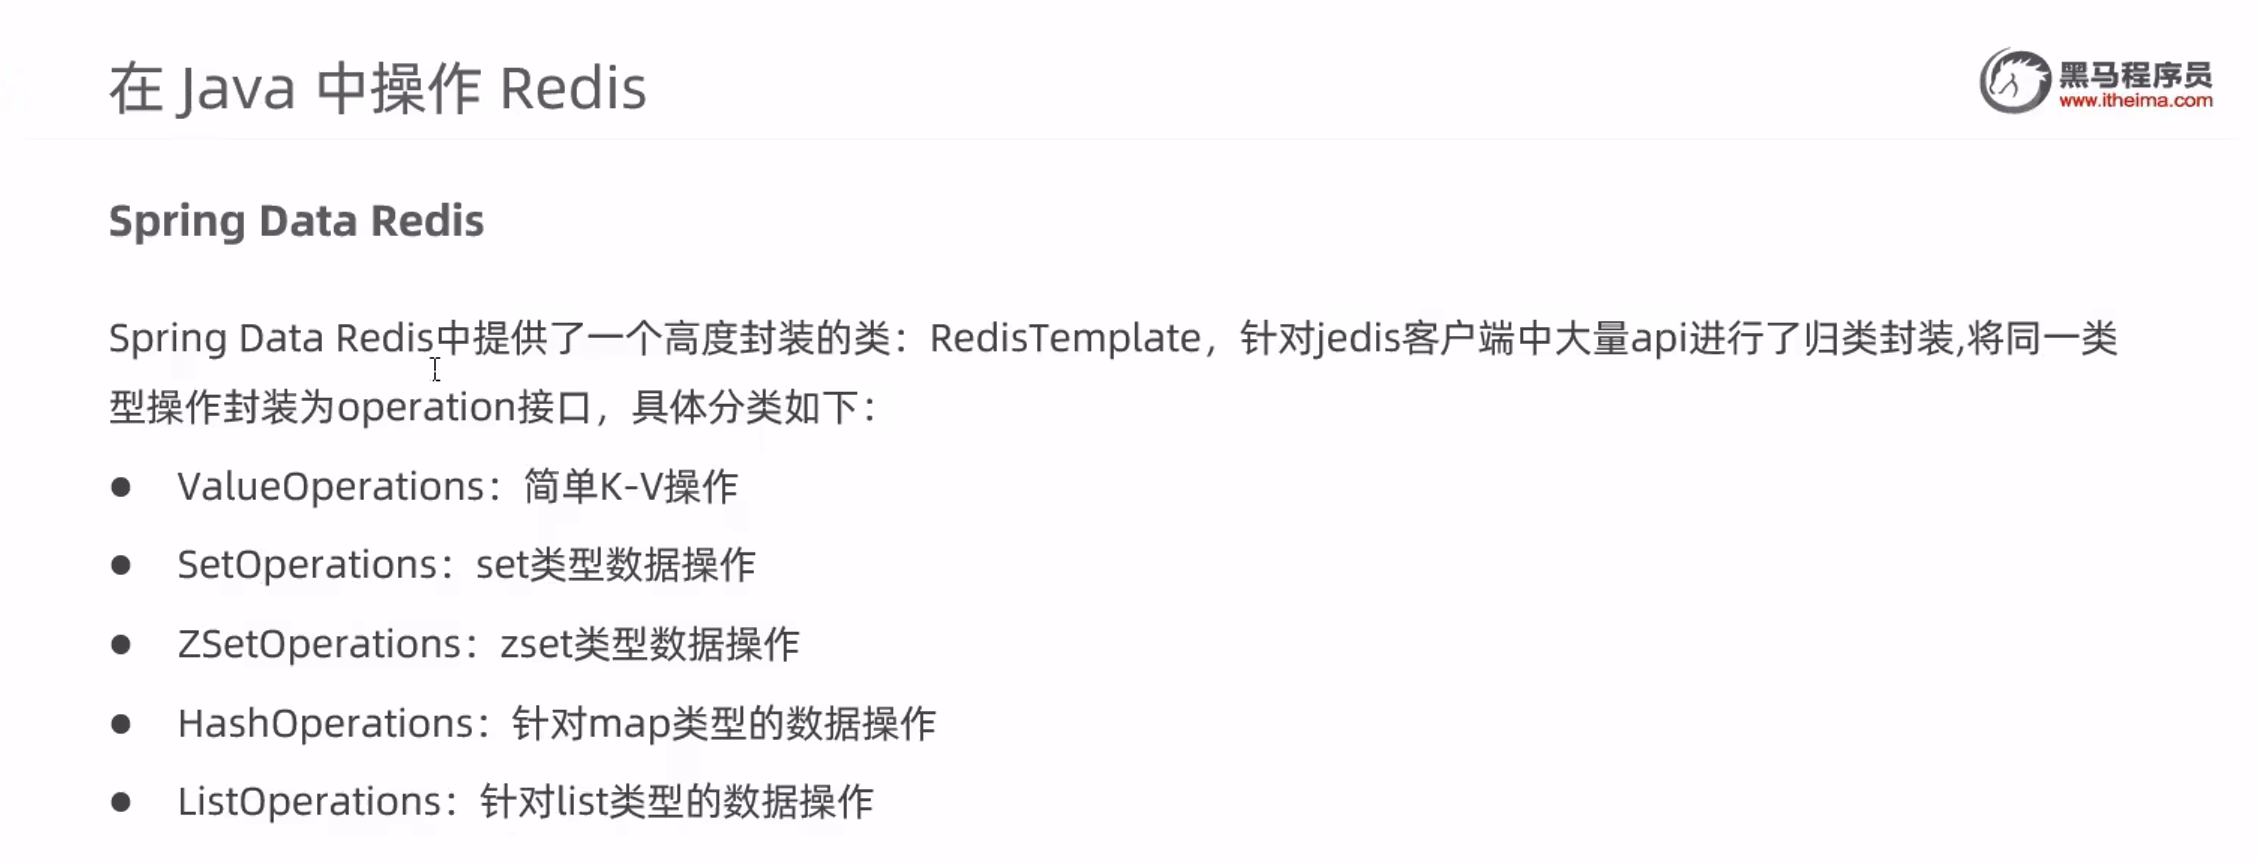 在 Java 中操作 Redis
黑马程序员
www.itheima.com
Spring Data Redis
Spring Data Redis中提供了一个高度封装的类：RedisTemplate，针对jedis客户端中大量api进行了归类封装,将同一类
型操作封装为operation接口，具体分类如下：
● ValueOperations：简单K-V操作
● SetOperations：set类型数据操作
● ZSetOperations：zset类型数据操作
● HashOperations：针对map类型的数据操作
● ListOperations：针对list类型的数据操作